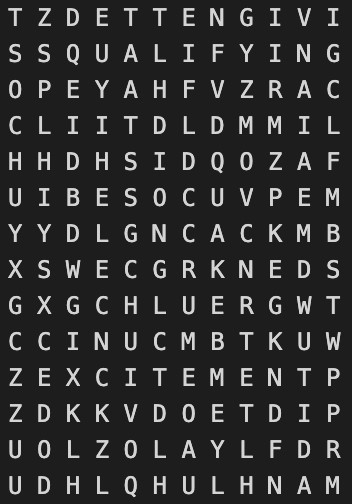 T Z D E T T E N G I V I
S S Q U A L I F Y I N G
O P E Y A H F V Z R A C
C L I I T D L D M M I L
H H D H S I D Q O Z A F
U I B E S O C U V P E M
Y Y D L G N C A C K M B
X S W E C G R K N E D S
G X G C H L U E R G W T
C C I N U C M B T K U W
Z E X C I T E M E N T P
Z D K K V D O E T D I P
U O L Z O L A Y L F D R
U D H L Q H U L H N A M